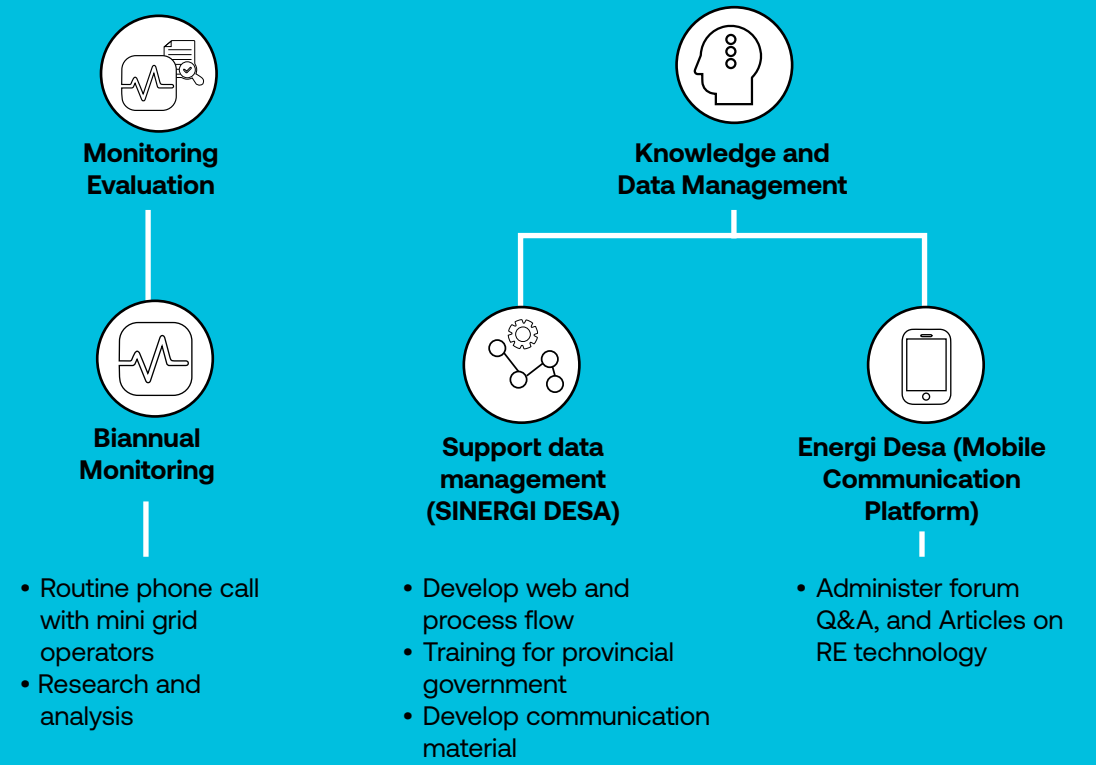 Monitoring
Evaluation
Knowledge and
Data Management
Biannual
Monitoring
Support data
management
(SINERGI DESA)
Energi Desa (Mobile
Communication
Platform)
• Routine phone call
with mini grid
operators
• Research and
analysis
• Develop web and
process flow
• Training for provincial
government
• Develop communication
material
• Administer forum
Q&A, and Articles on
RE technology